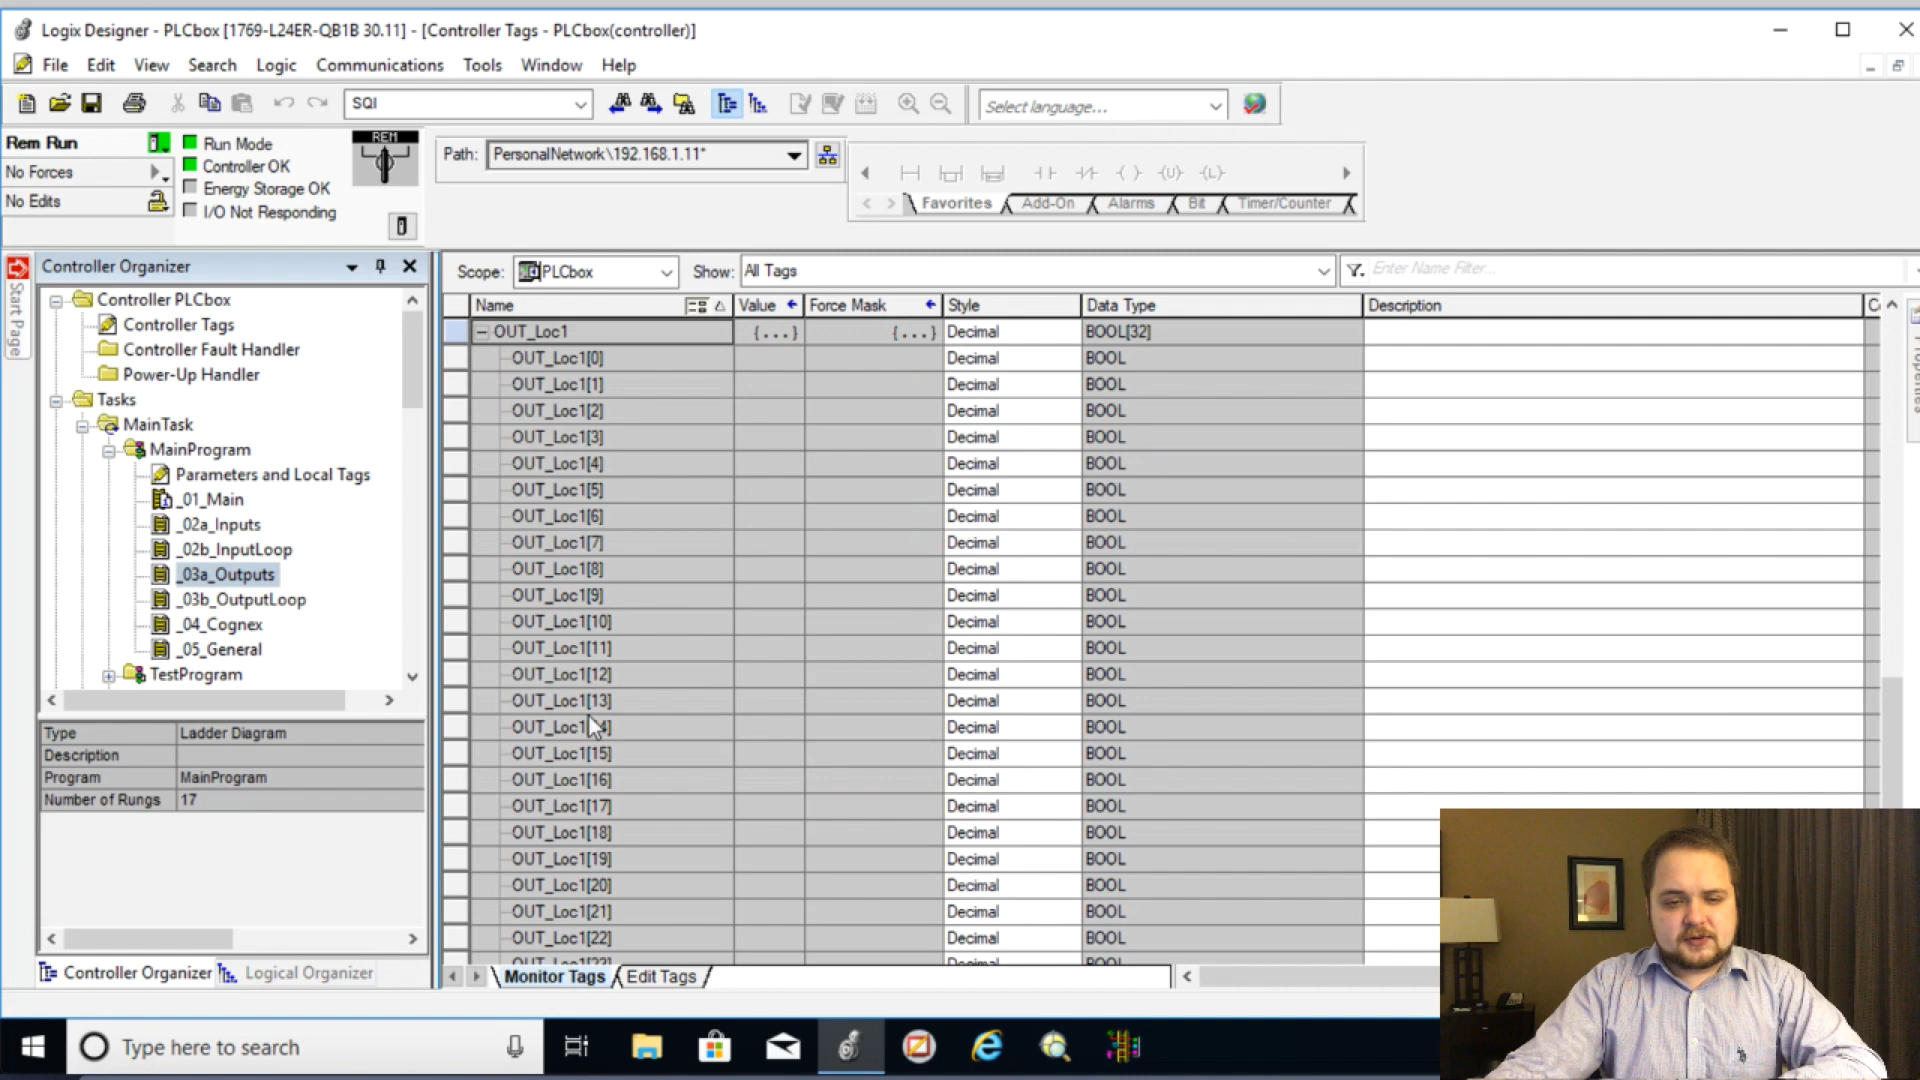 Logix Designer - PLCbox [1769-L24ER-QB1B 30.11] - [Controller Tags - PLCbox(controller)]
File Edit View Search Logic Communications Tools Window Help
SQI
Select language...
Rem Run
No Forces
No Edits
Run Mode
Controller OK
Energy Storage OK
I/O Not Responding
REM
Path: PersonalNetwork\192.168.1.11*
Favorites Add-On Alarms Bit Timer/Counter
Start Page
Controller Organizer
Controller PLCbox
Controller Tags
Controller Fault Handler
Power-Up Handler
Tasks
MainTask
MainProgram
Parameters and Local Tags
_01_Main
_02a_Inputs
_02b_InputLoop
_03a_Outputs
_03b_OutputLoop
_04_Cognex
_05_General
TestProgram
Type Ladder Diagram
Description
Program MainProgram
Number of Rungs 17
Controller Organizer Logical Organizer
Scope: PLCbox Show: All Tags Enter Name Filter...
Name Value Force Mask Style Data Type Description
OUT_Loc1 {...} {...} Decimal BOOL[32]
OUT_Loc1[0] Decimal BOOL
OUT_Loc1[1] Decimal BOOL
OUT_Loc1[2] Decimal BOOL
OUT_Loc1[3] Decimal BOOL
OUT_Loc1[4] Decimal BOOL
OUT_Loc1[5] Decimal BOOL
OUT_Loc1[6] Decimal BOOL
OUT_Loc1[7] Decimal BOOL
OUT_Loc1[8] Decimal BOOL
OUT_Loc1[9] Decimal BOOL
OUT_Loc1[10] Decimal BOOL
OUT_Loc1[11] Decimal BOOL
OUT_Loc1[12] Decimal BOOL
OUT_Loc1[13] Decimal BOOL
Decimal BOOL
OUT_Loc1[15] Decimal BOOL
OUT_Loc1[16] Decimal BOOL
OUT_Loc1[17] Decimal BOOL
OUT_Loc1[18] Decimal BOOL
OUT_Loc1[19] Decimal BOOL
OUT_Loc1[20] Decimal BOOL
OUT_Loc1[21] Decimal BOOL
OUT_Loc1[22] Decimal BOOL
Monitor Tags Edit Tags
Properties
Type here to search